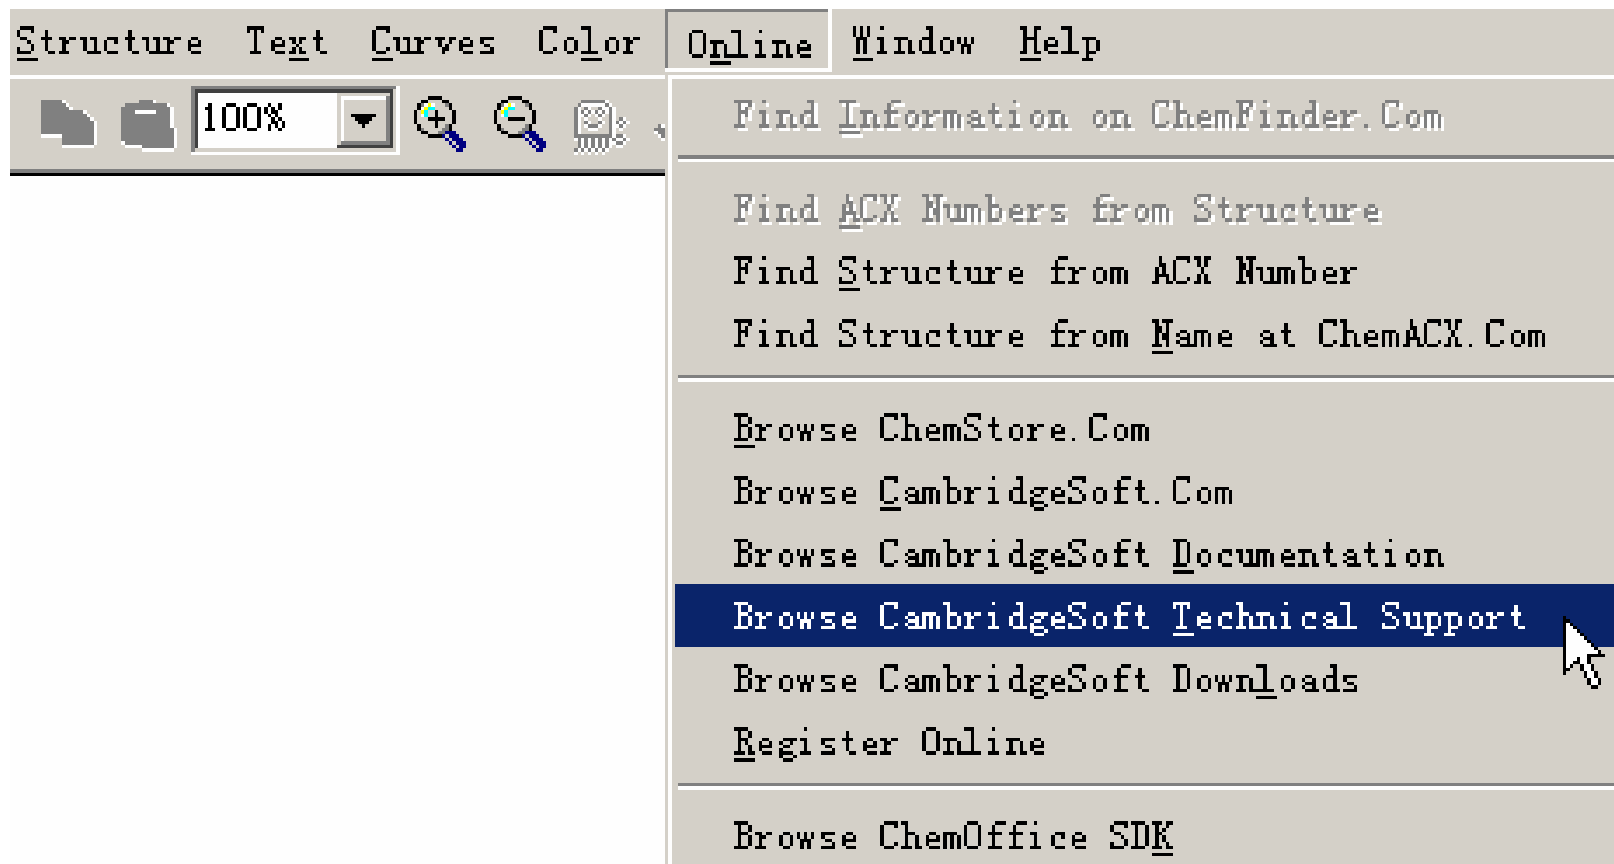 Structure Text Curves Color Online Window Help
100%
Find Information on ChemFinder.Com
Find ACX Numbers from Structure
Find Structure from ACX Number
Find Structure from Name at ChemACX.Com
Browse ChemStore.Com
Browse CambridgeSoft.Com
Browse CambridgeSoft Documentation
Browse CambridgeSoft Technical Support
Browse CambridgeSoft Downloads
Register Online
Browse ChemOffice SDK